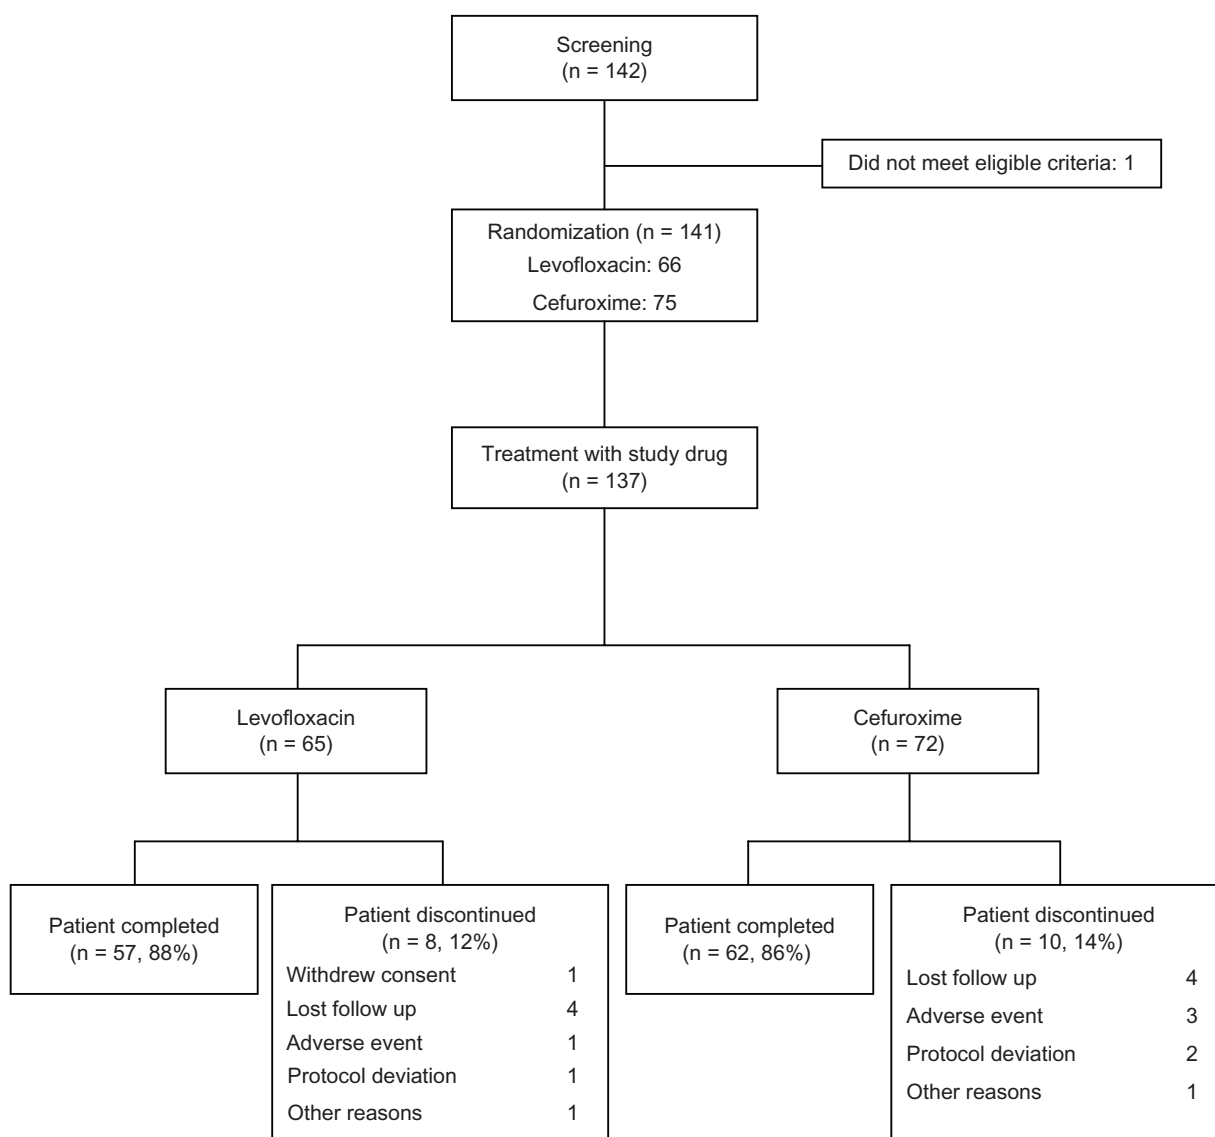 Screening
(n = 142)
Did not meet eligible criteria: 1
Randomization (n = 141)
Levofloxacin: 66
Cefuroxime: 75
Treatment with study drug
(n = 137)
Levofloxacin
(n = 65)
Cefuroxime
(n = 72)
Patient completed
(n = 57, 88%)
Patient discontinued
(n = 8, 12%)
Withdrew consent 1
Lost follow up 4
Adverse event 1
Protocol deviation 1
Other reasons 1
Patient completed
(n = 62, 86%)
Patient discontinued
(n = 10, 14%)
Lost follow up 4
Adverse event 3
Protocol deviation 2
Other reasons 1